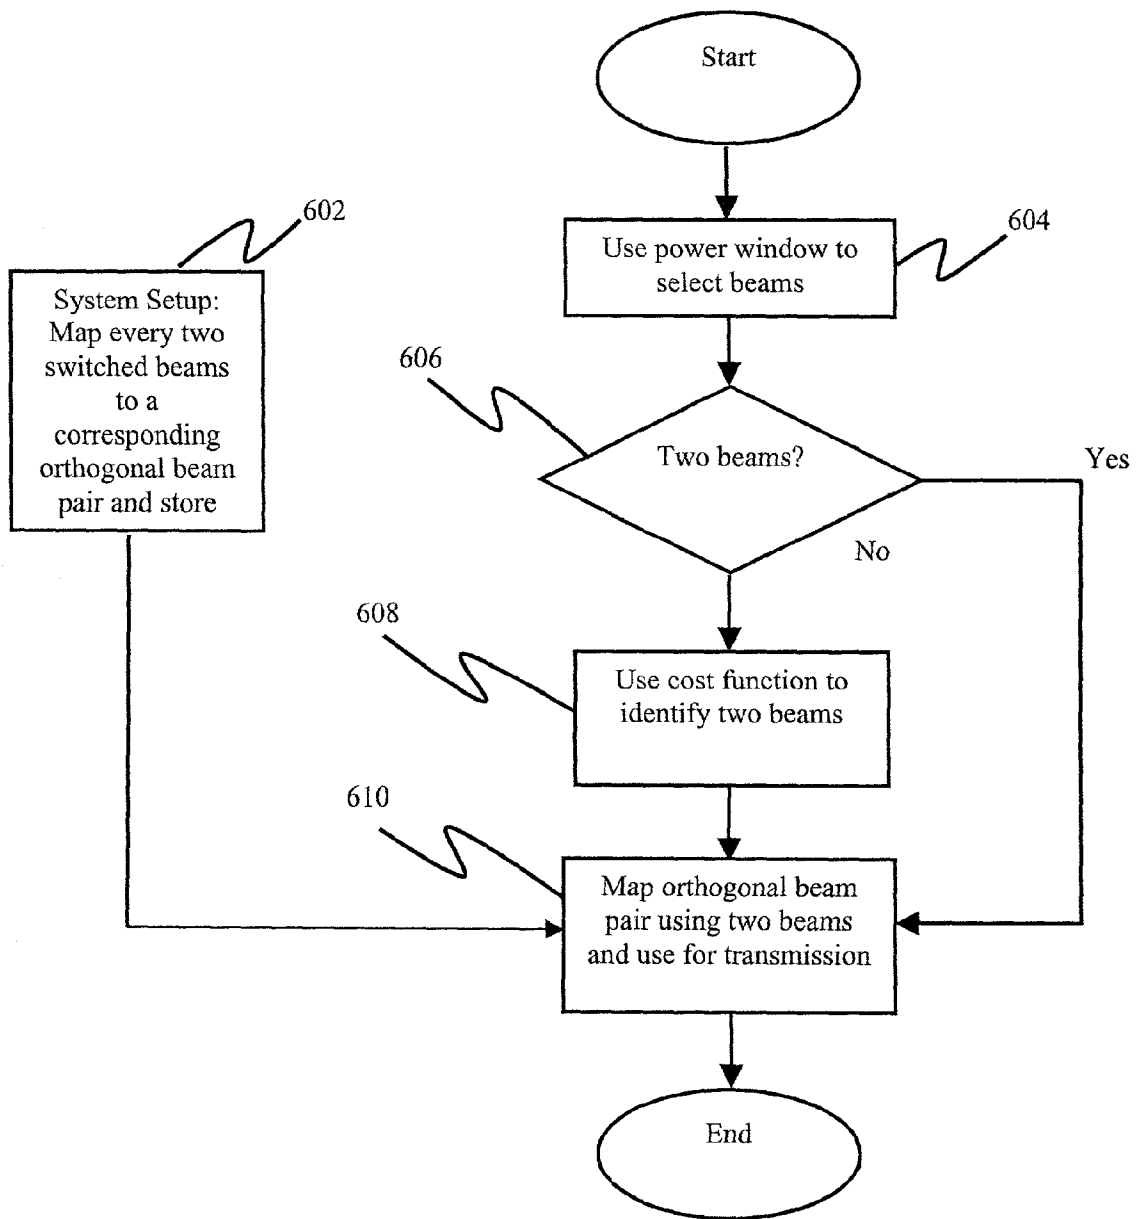 Start
602
604
Use power window to
select beams
System Setup:
Map every two
switched beams
to a
corresponding
orthogonal beam
pair and store
606
Two beams?
Yes
No
608
Use cost function to
identify two beams
610
Map orthogonal beam
pair using two beams
and use for transmission
End